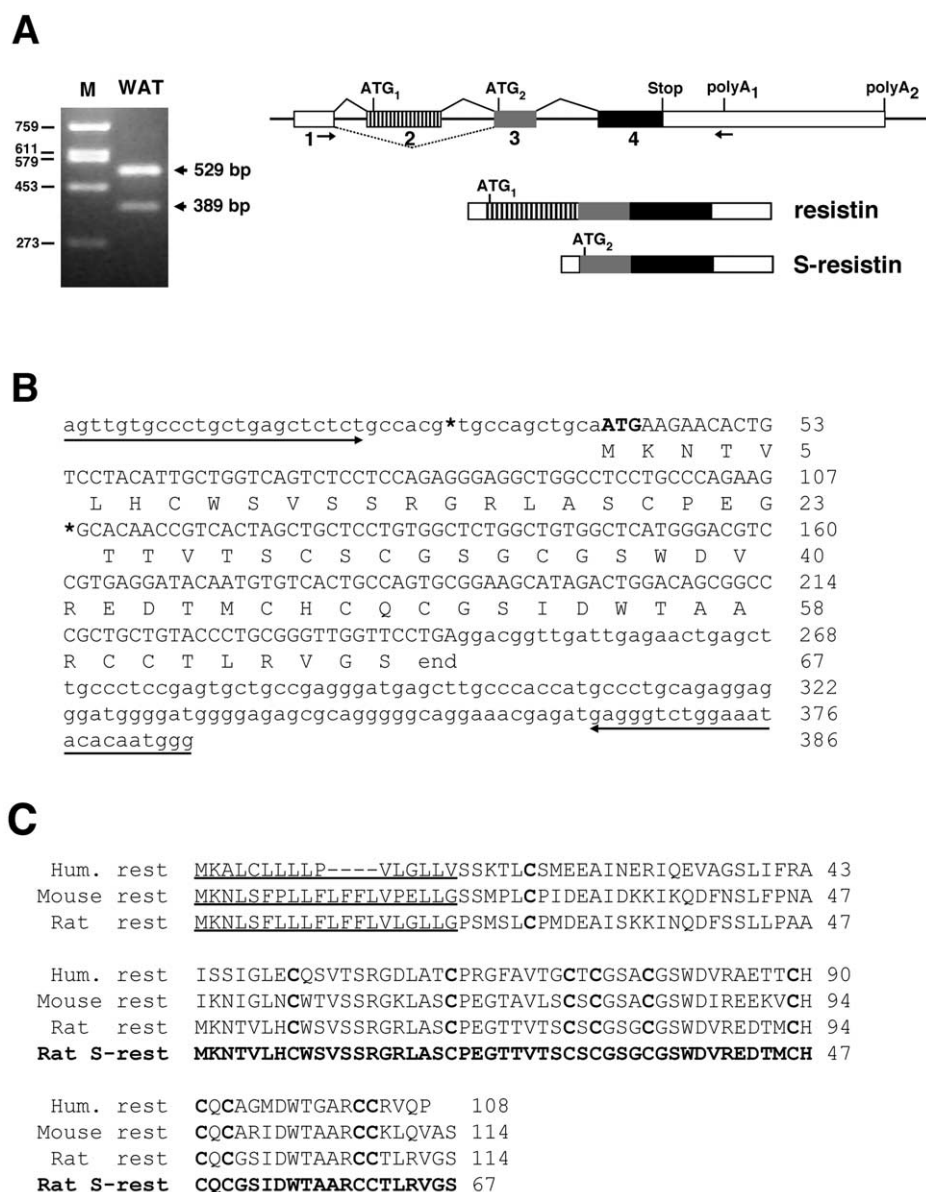 A
M WAT
759
611
579
453
273
529 bp
389 bp
ATG1 ATG2 Stop polyA1 polyA2
1 2 3 4
ATG1
resistin
ATG2
S-resistin
B
agttgtgccctgctgagctctctgccacg*tgccagctgcaATGAAGAACACTG 53
M K N T V 5
TCCTACATTGCTGGTCAGTCTCCTCCAGAGGGAGGCTGGCCTCCTGCCCAGAAG 107
L H C W S V S S R G R L A S C P E G 23
*GCACAACCGTCACTAGCTGCTCCTGTGGCTCTGGCTGTGGCTCATGGGACGTC 160
T T V T S C S C G S G C G S W D V 40
CGTGAGGATACAATGTGTCACTGCCAGTGCGGAAGCATAGACTGGACAGCGGCC 214
R E D T M C H C Q C G S I D W T A A 58
CGCTGCTGTACCCTGCGGGTTGGTTCCTGAggacggttgattgagaactgagct 268
R C C T L R V G S end 67
tgccctccgagtgctgccgagggatgagcttgcccaccatgccctgcagaggag 322
ggatggggatggggagagcgcagggggcaggaaacgagatgagggtctggaaat 376
acacaatggg 386
C
Hum. rest MKALCLLLLP----VLGLLVSSKTLCSMEEAINERIQEVAGSLIFRA 43
Mouse rest MKNLSFPLLFLFFLVPELLGSSMPLCPIDEAIDKKIKQDFNSLFPNA 47
Rat rest MKNLSFLLLFLFFLVLGLLGPSMSLCPMDEAISKKINQDFSSLLPAA 47
ISSIGLECQSVTSRGDLATCPRGFAVTGCTCGSACGSWDVRAETTCH 90
Hum. rest
Mouse rest IKNIGLNCWTVSSRGKLASCPEGTAVLSCSCGSACGSWDIREEKVCH 94
Rat rest MKNTVLHCWSVSSRGRLASCPEGTTVTSCSCGSGCGSWDVREDTMCH 94
Rat S-rest MKNTVLHCWSVSSRGRLASCPEGTTVTSCSCGSGCGSWDVREDTMCH 47
Hum. rest CQCAGMDWTGARCCRVQP 108
Mouse rest CQCARIDWTAARCCKLQVAS 114
Rat rest CQCGSIDWTAARCCTLRVGS 114
Rat S-rest CQCGSIDWTAARCCTLRVGS 67